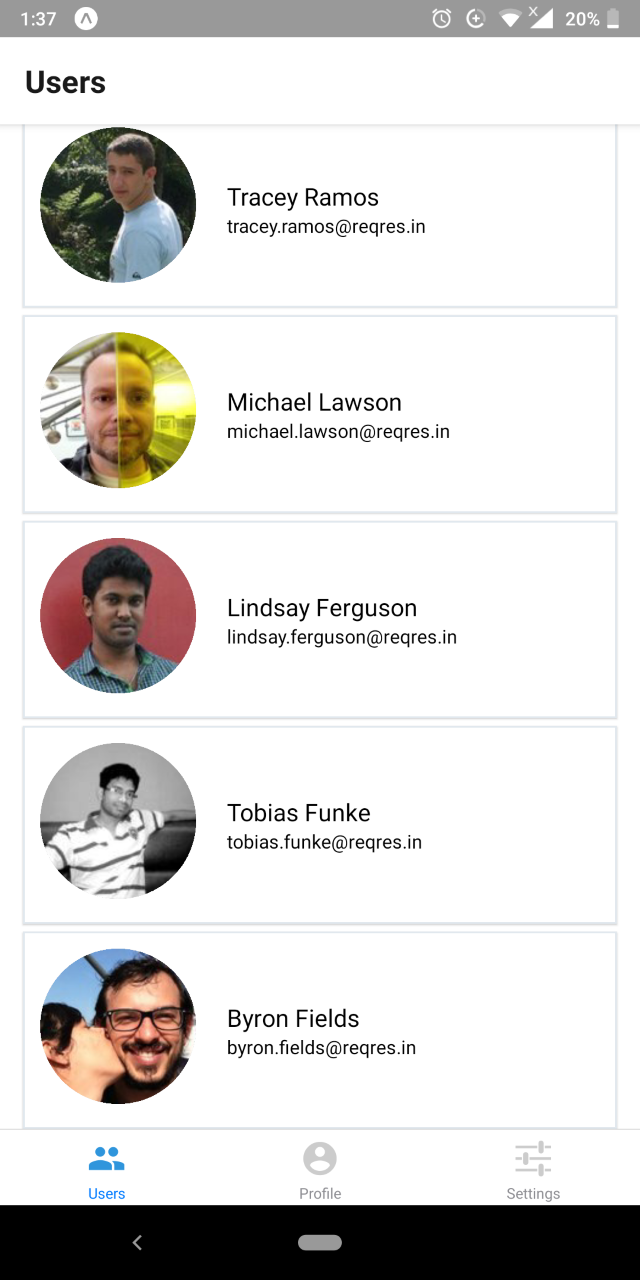 1:37
20%
Users
Tracey Ramos
tracey.ramos@reqres.in
Michael Lawson
michael.lawson@reqres.in
Lindsay Ferguson
lindsay.ferguson@reqres.in
Tobias Funke
tobias.funke@reqres.in
Byron Fields
byron.fields@reqres.in
Users
Profile
Settings